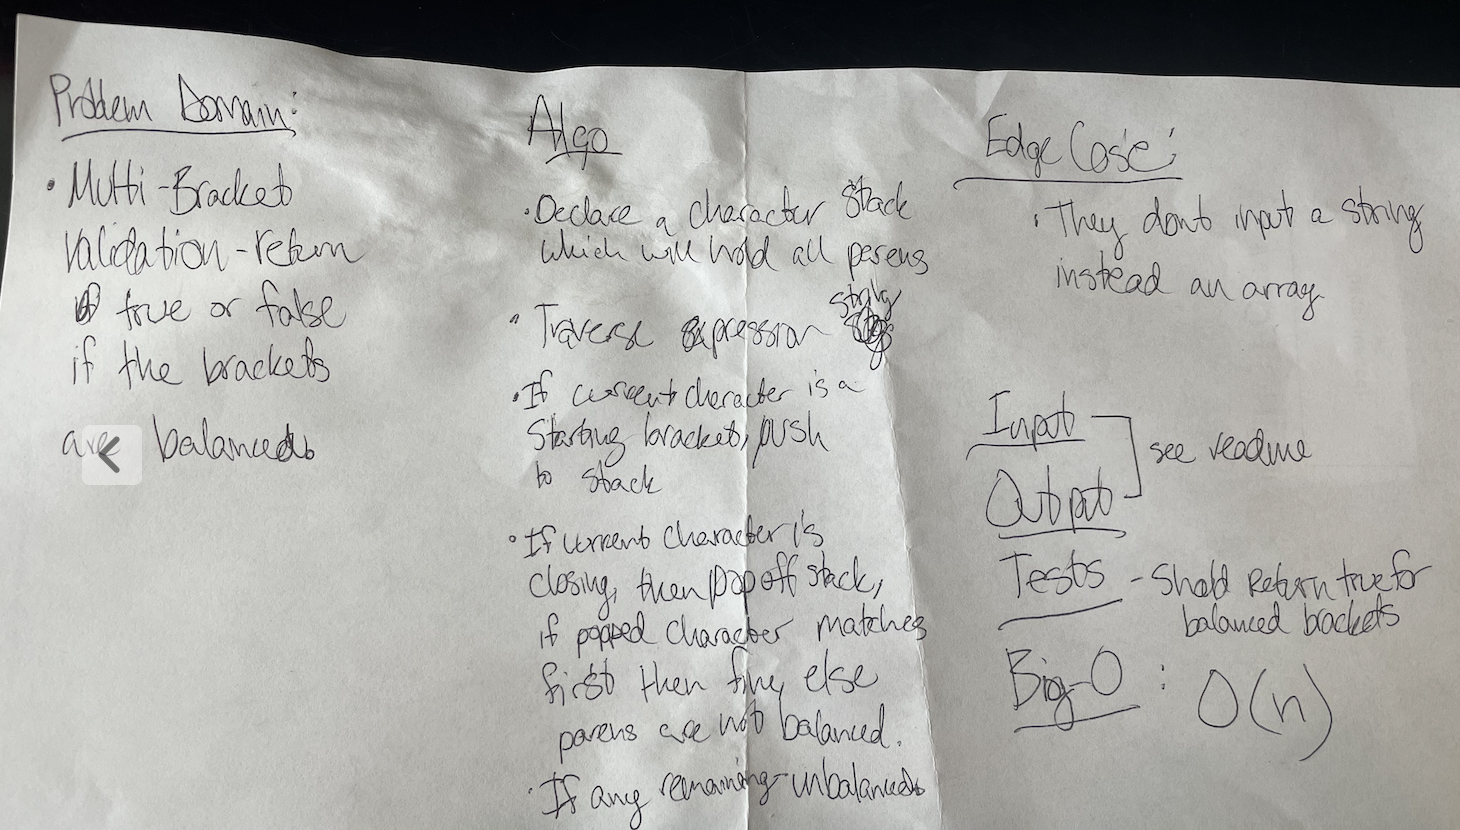 Problem Domain:
• Multi-Bracket
Validation - return
true or false
if the brackets
are balanced.
Algo
• Declare a character Stack
which will hold all parens
• Traverse expression string
• If current character is a
Starting bracket, push
to stack
• If current character is
closing, then pop off stack,
if popped character matches
first then fine, else
parens are not balanced.
• If any remaining - unbalanced.
Edge Case:
• They dont input a string
instead an array
Input
see readme
Output
Tests - Should Return true for
balanced brackets
Big-O : O(n)